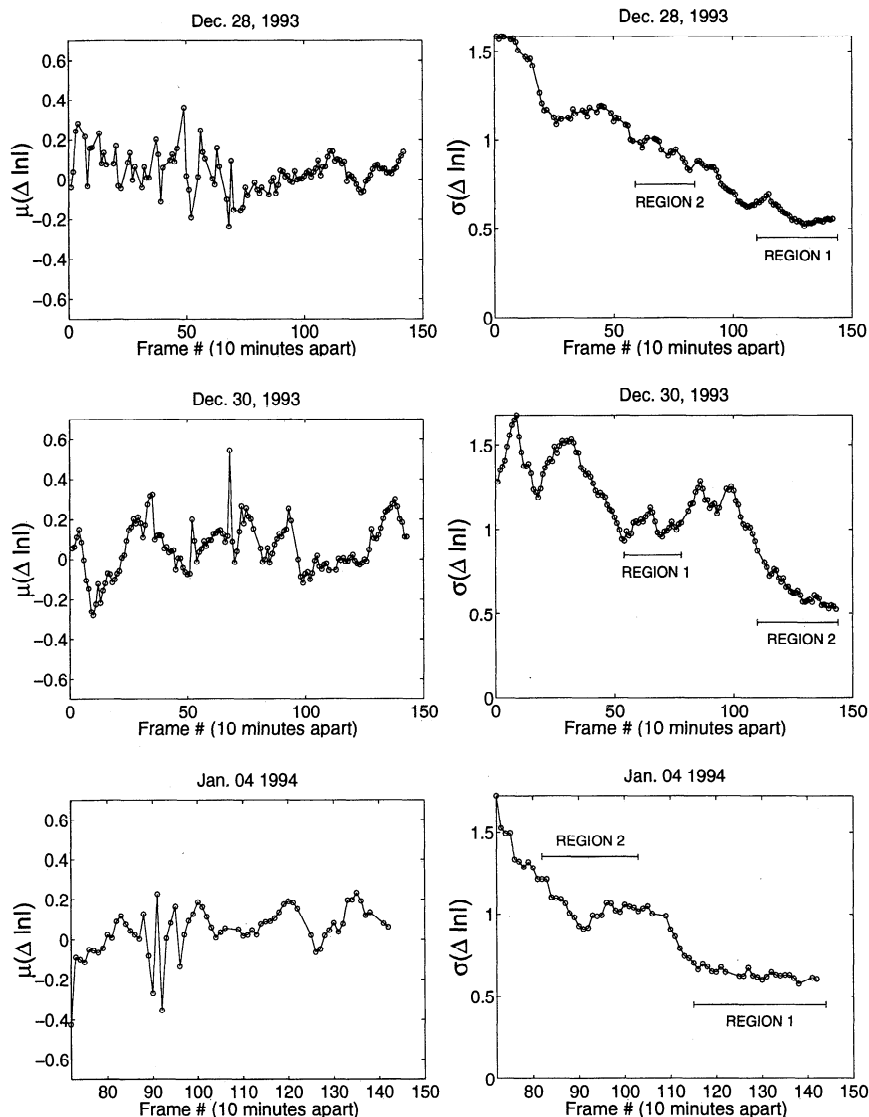 Dec. 28, 1993
0.6
0.4
0.2
0
−0.2
−0.4
−0.6
μ(Δ lnI)
0 50 100 150
Frame # (10 minutes apart)
Dec. 28, 1993
1.5
1
0.5
0
σ(Δ lnI)
REGION 2
REGION 1
0 50 100 150
Frame # (10 minutes apart)
Dec. 30, 1993
0.6
0.4
0.2
0
−0.2
−0.4
−0.6
μ(Δ lnI)
0 50 100 150
Frame # (10 minutes apart)
Dec. 30, 1993
1.5
1
0.5
0
σ(Δ lnI)
REGION 1
REGION 2
0 50 100 150
Frame # (10 minutes apart)
Jan. 04 1994
0.6
0.4
0.2
0
−0.2
−0.4
−0.6
μ(Δ lnI)
80 90 100 110 120 130 140 150
Frame # (10 minutes apart)
Jan. 04 1994
1.5
1
0.5
0
σ(Δ lnI)
REGION 2
REGION 1
80 90 100 110 120 130 140 150
Frame # (10 minutes apart)